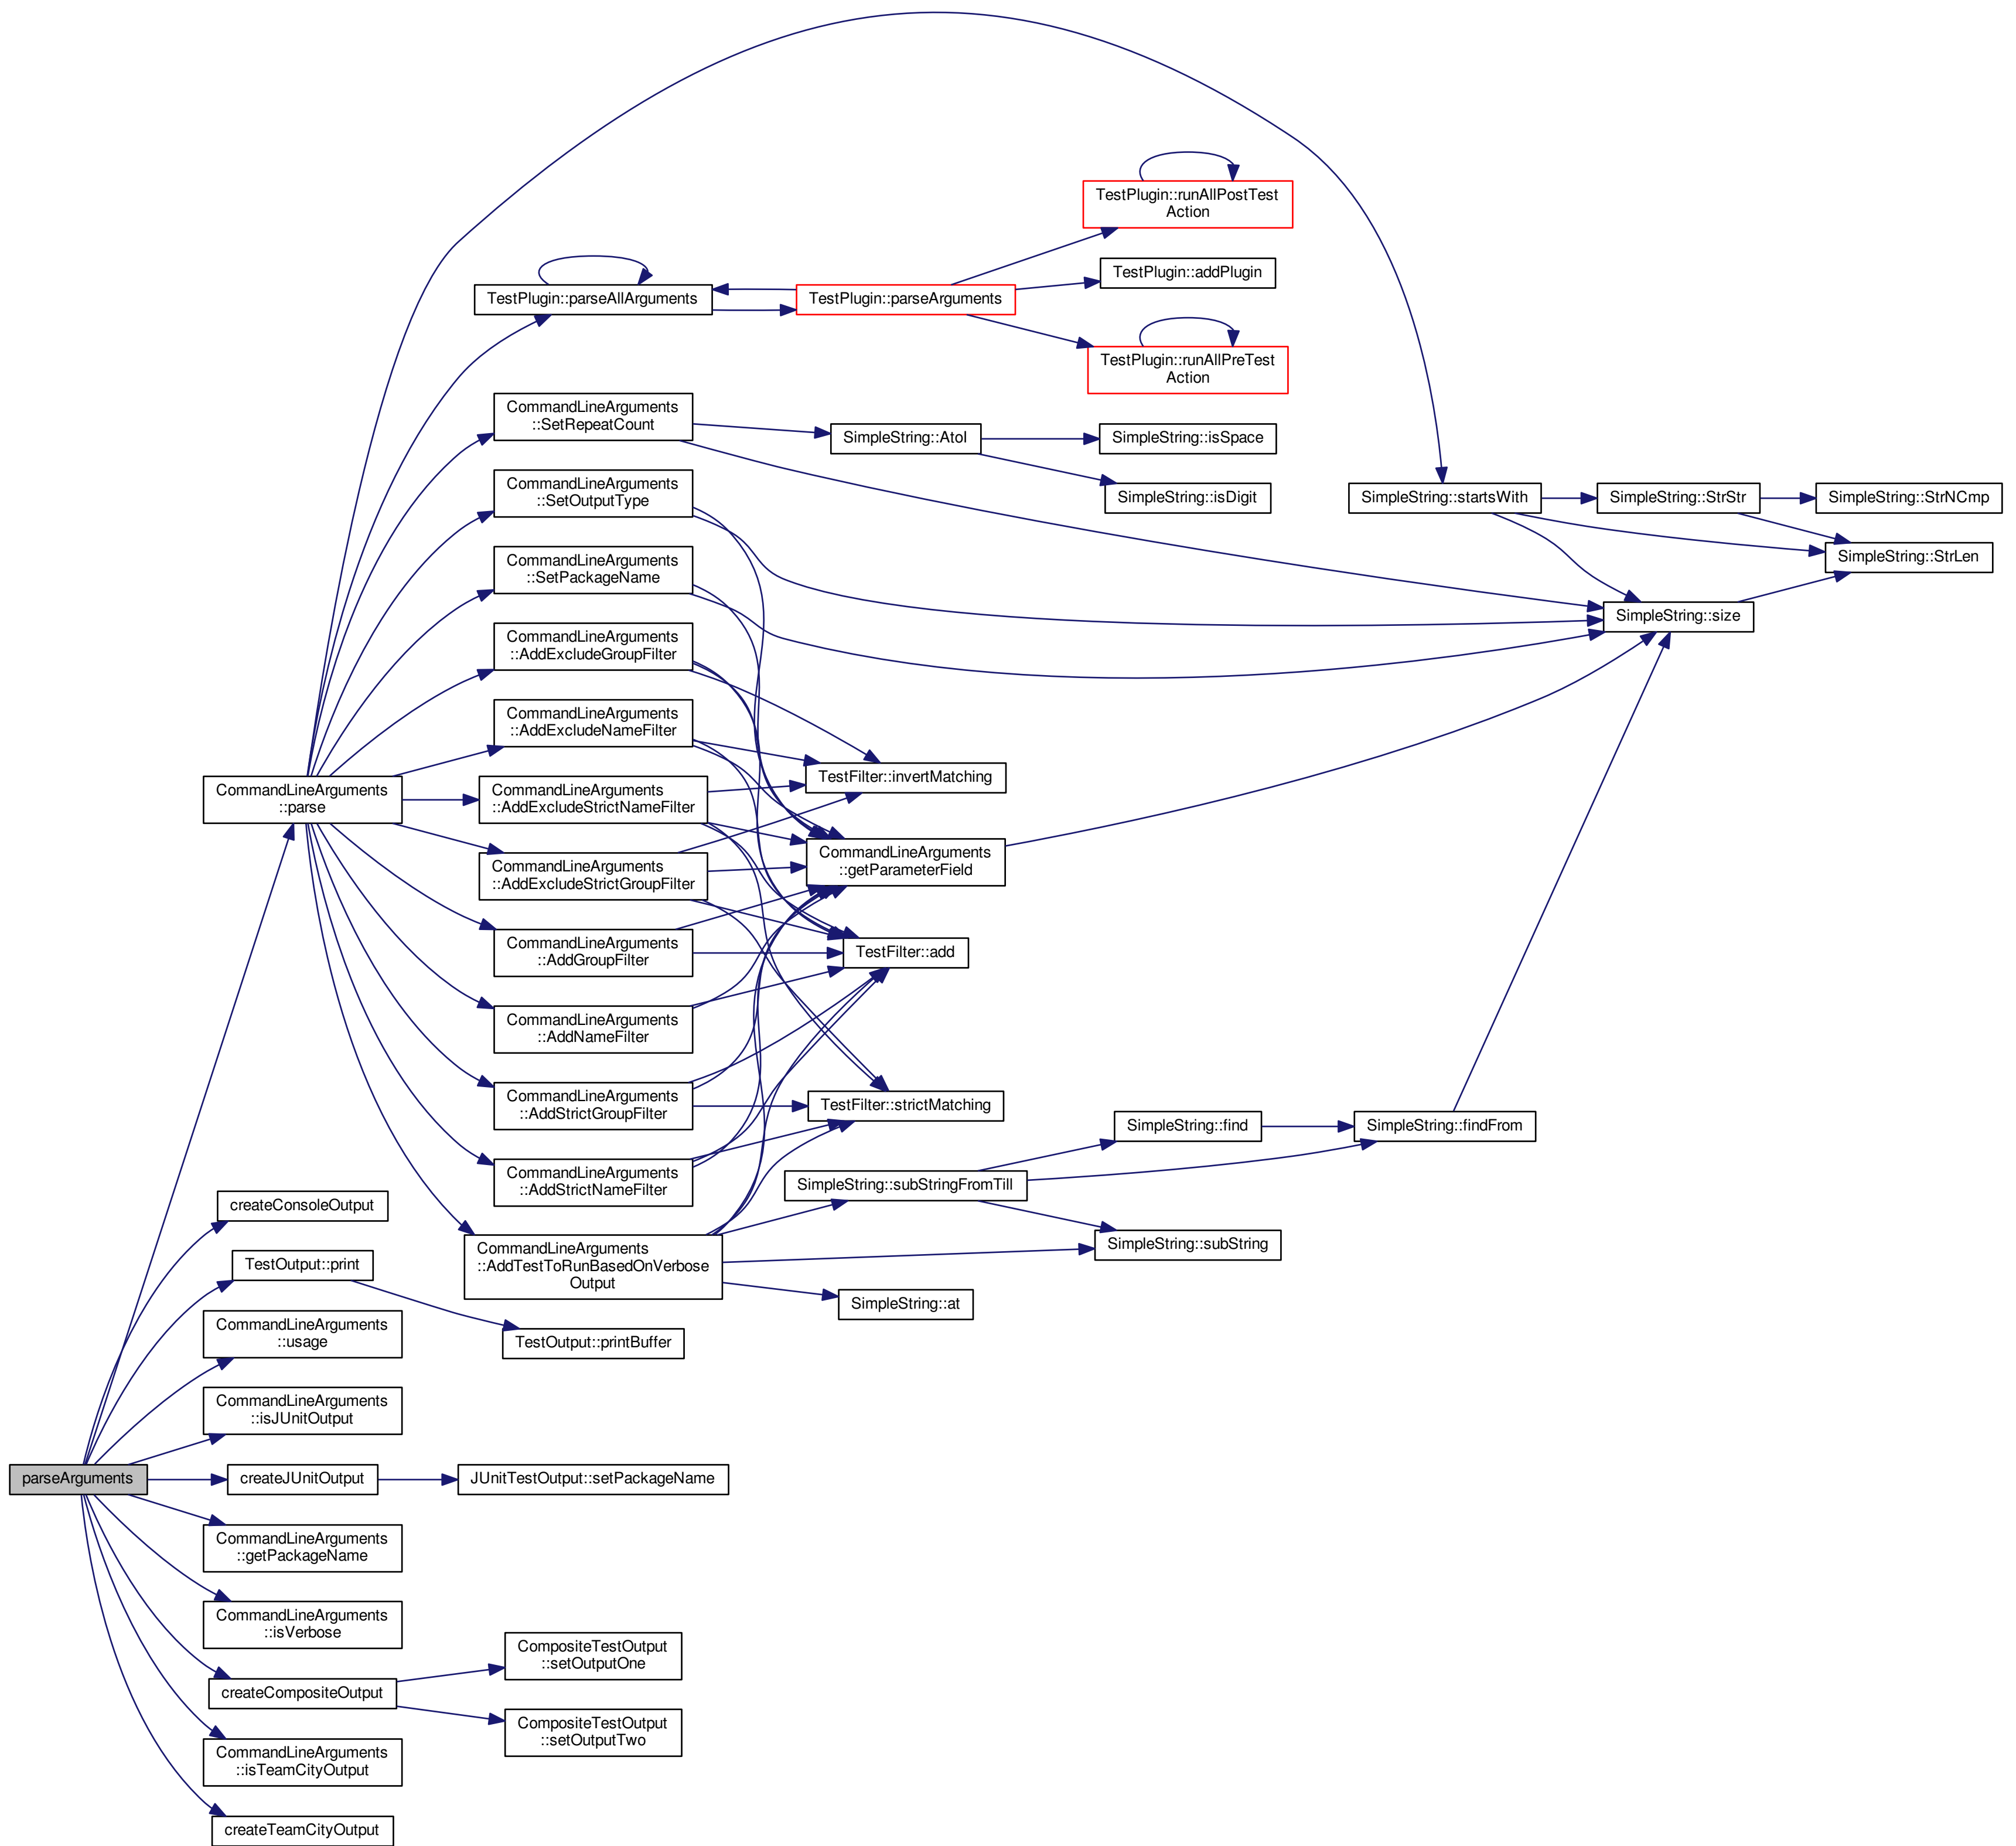 TestPlugin::runAllPostTest
Action
TestPlugin::addPlugin
TestPlugin::parseAllArguments
TestPlugin::parseArguments
TestPlugin::runAllPreTest
Action
CommandLineArguments
::SetRepeatCount
SimpleString::AtoI
SimpleString::isSpace
SimpleString::isDigit
CommandLineArguments
::SetOutputType
SimpleString::startsWith
SimpleString::StrStr
SimpleString::StrNCmp
SimpleString::StrLen
CommandLineArguments
::SetPackageName
SimpleString::size
CommandLineArguments
::AddExcludeGroupFilter
CommandLineArguments
::AddExcludeNameFilter
TestFilter::invertMatching
CommandLineArguments
::parse
CommandLineArguments
::AddExcludeStrictNameFilter
CommandLineArguments
::getParameterField
CommandLineArguments
::AddExcludeStrictGroupFilter
CommandLineArguments
::AddGroupFilter
TestFilter::add
CommandLineArguments
::AddNameFilter
CommandLineArguments
::AddStrictGroupFilter
TestFilter::strictMatching
SimpleString::find
SimpleString::findFrom
CommandLineArguments
::AddStrictNameFilter
SimpleString::subStringFromTill
createConsoleOutput
SimpleString::subString
CommandLineArguments
::AddTestToRunBasedOnVerbose
Output
TestOutput::print
SimpleString::at
CommandLineArguments
::usage
TestOutput::printBuffer
CommandLineArguments
::isJUnitOutput
parseArguments
createJUnitOutput
JUnitTestOutput::setPackageName
CommandLineArguments
::getPackageName
CommandLineArguments
::isVerbose
CompositeTestOutput
::setOutputOne
createCompositeOutput
CompositeTestOutput
::setOutputTwo
CommandLineArguments
::isTeamCityOutput
createTeamCityOutput